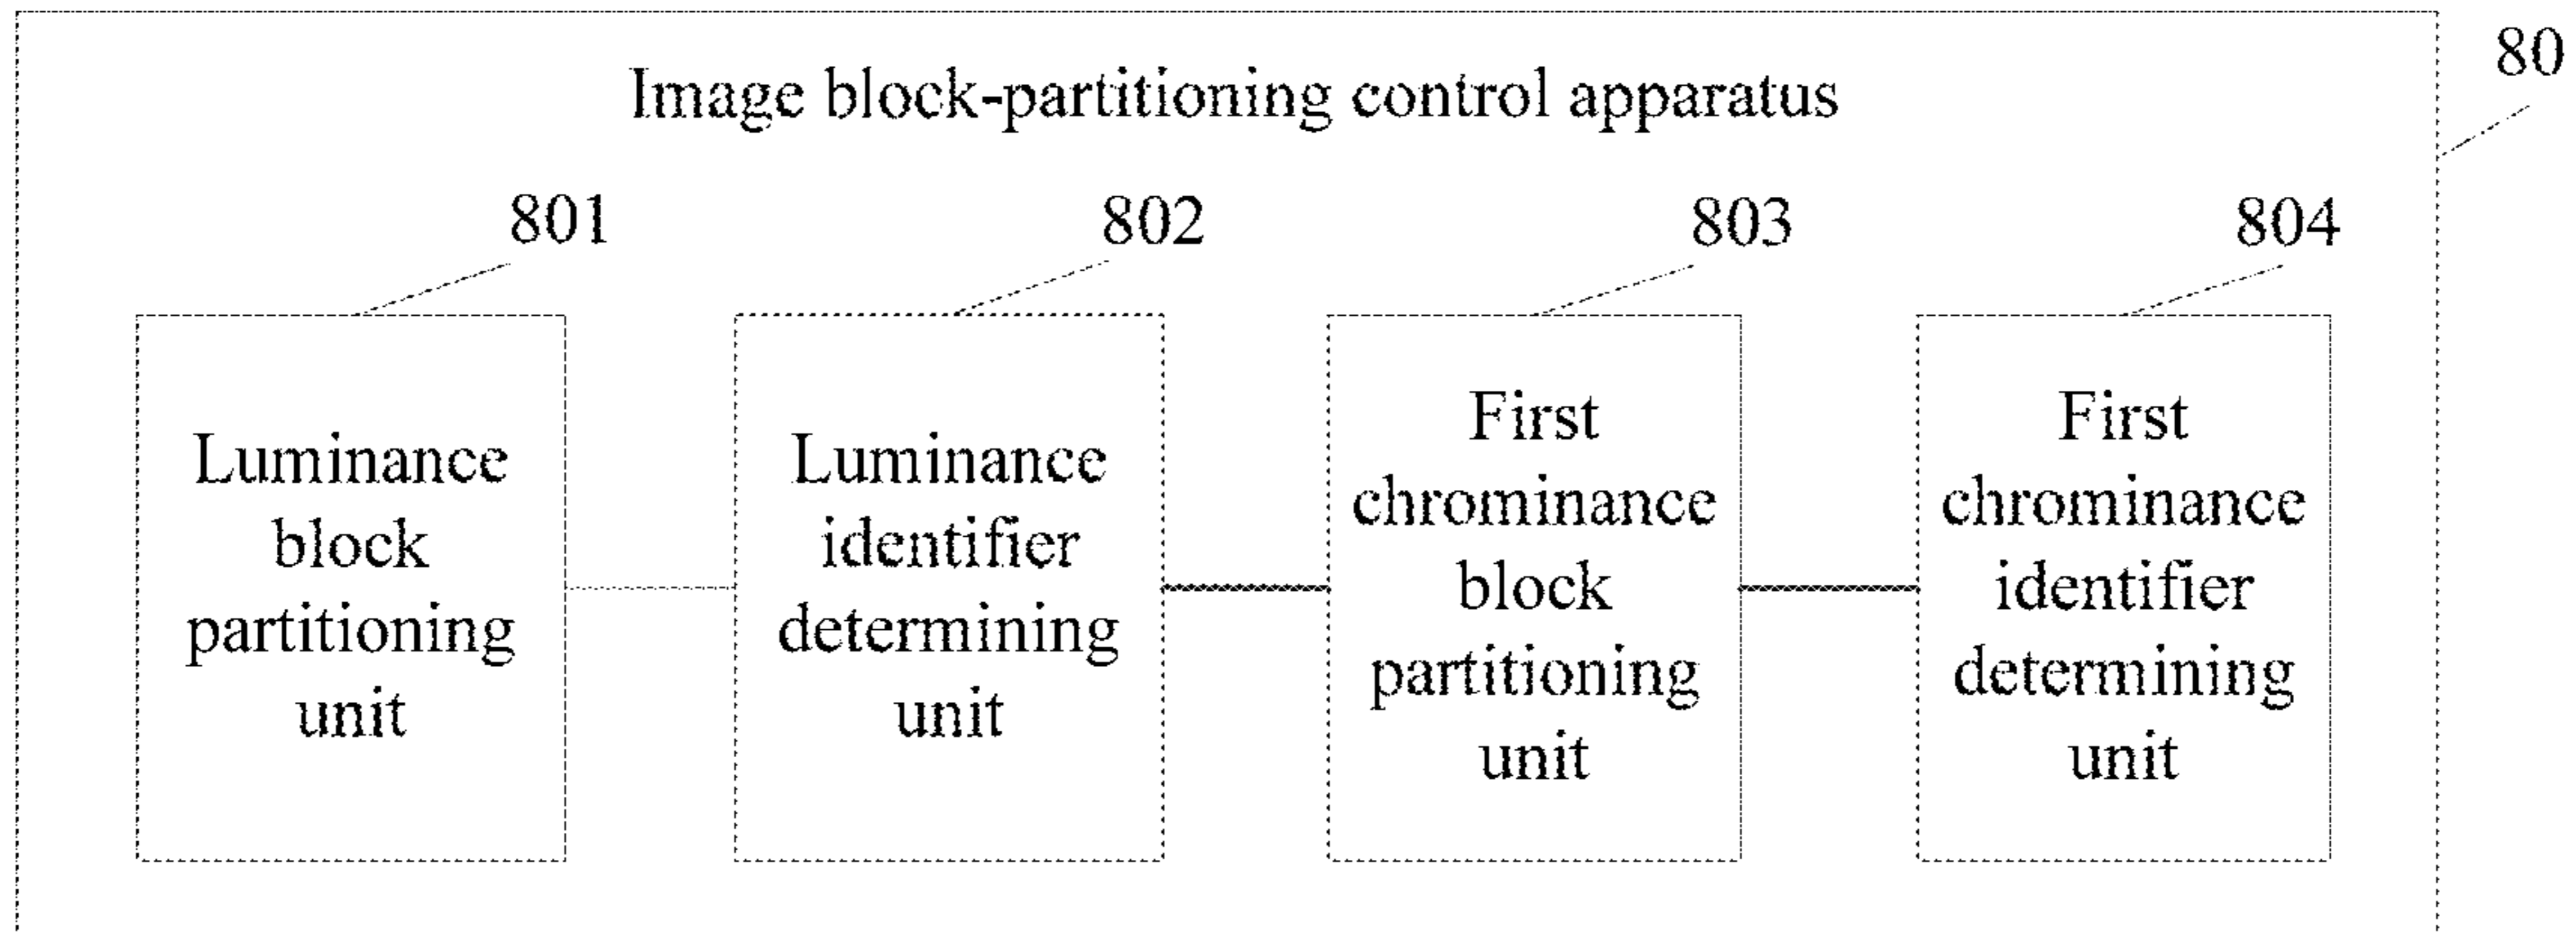 80
Image block-partitioning control apparatus
801
802
803
804
Luminance
block
partitioning
unit
Luminance
identifier
determining
unit
First
chrominance
block
partitioning
unit
First
chrominance
identifier
determining
unit